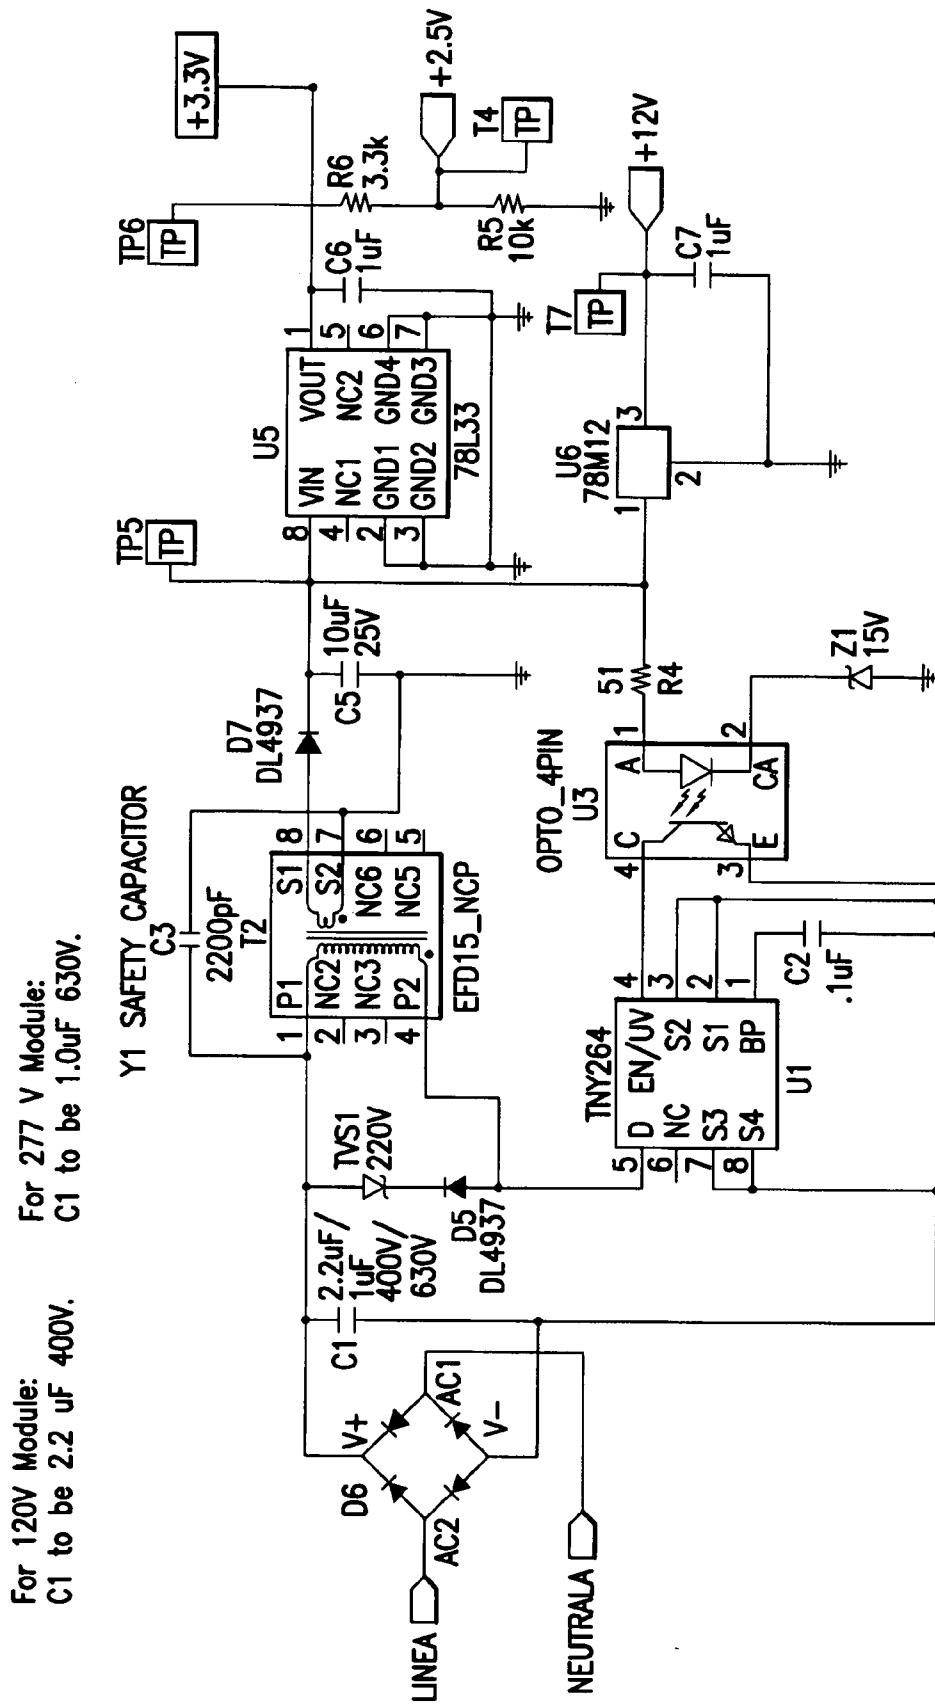 For 120V Module:
C1 to be 2.2 uF 400V.
For 277 V Module:
C1 to be 1.0uF 630V.
Y1 SAFETY CAPACITOR
C3
2200pF
T2
1 P1
2 NC2
3 NC3
4 P2
S1 8
S2 7
NC6 6
NC5 5
EFD15_NCP
LINEA
NEUTRALA
D6
V+
AC1
AC2
V-
C1
2.2uF/
1uF
400V/
630V
TVS1
220V
D5
DL4937
D7
DL4937
C5
10uF
25V
TP5
TP
U5
8 VIN
4 NC1
2 GND1
3 GND2
VOUT 1
NC2 5
GND4 6
GND3 7
78L33
C6
1uF
+3.3V
TP6
TP
R6
3.3k
R5
10k
+2.5V
T4
TP
TNY264
5 D
6 NC
7 S3
8 S4
EN/UV 4
S2 3
S1 2
BP 1
U1
C2
.1uF
OPTO_4PIN
U3
4 C
3 E
A 1
CA 2
51
R4
Z1
15V
U6
78M12
1
2
3
T7
TP
+12V
C7
1uF